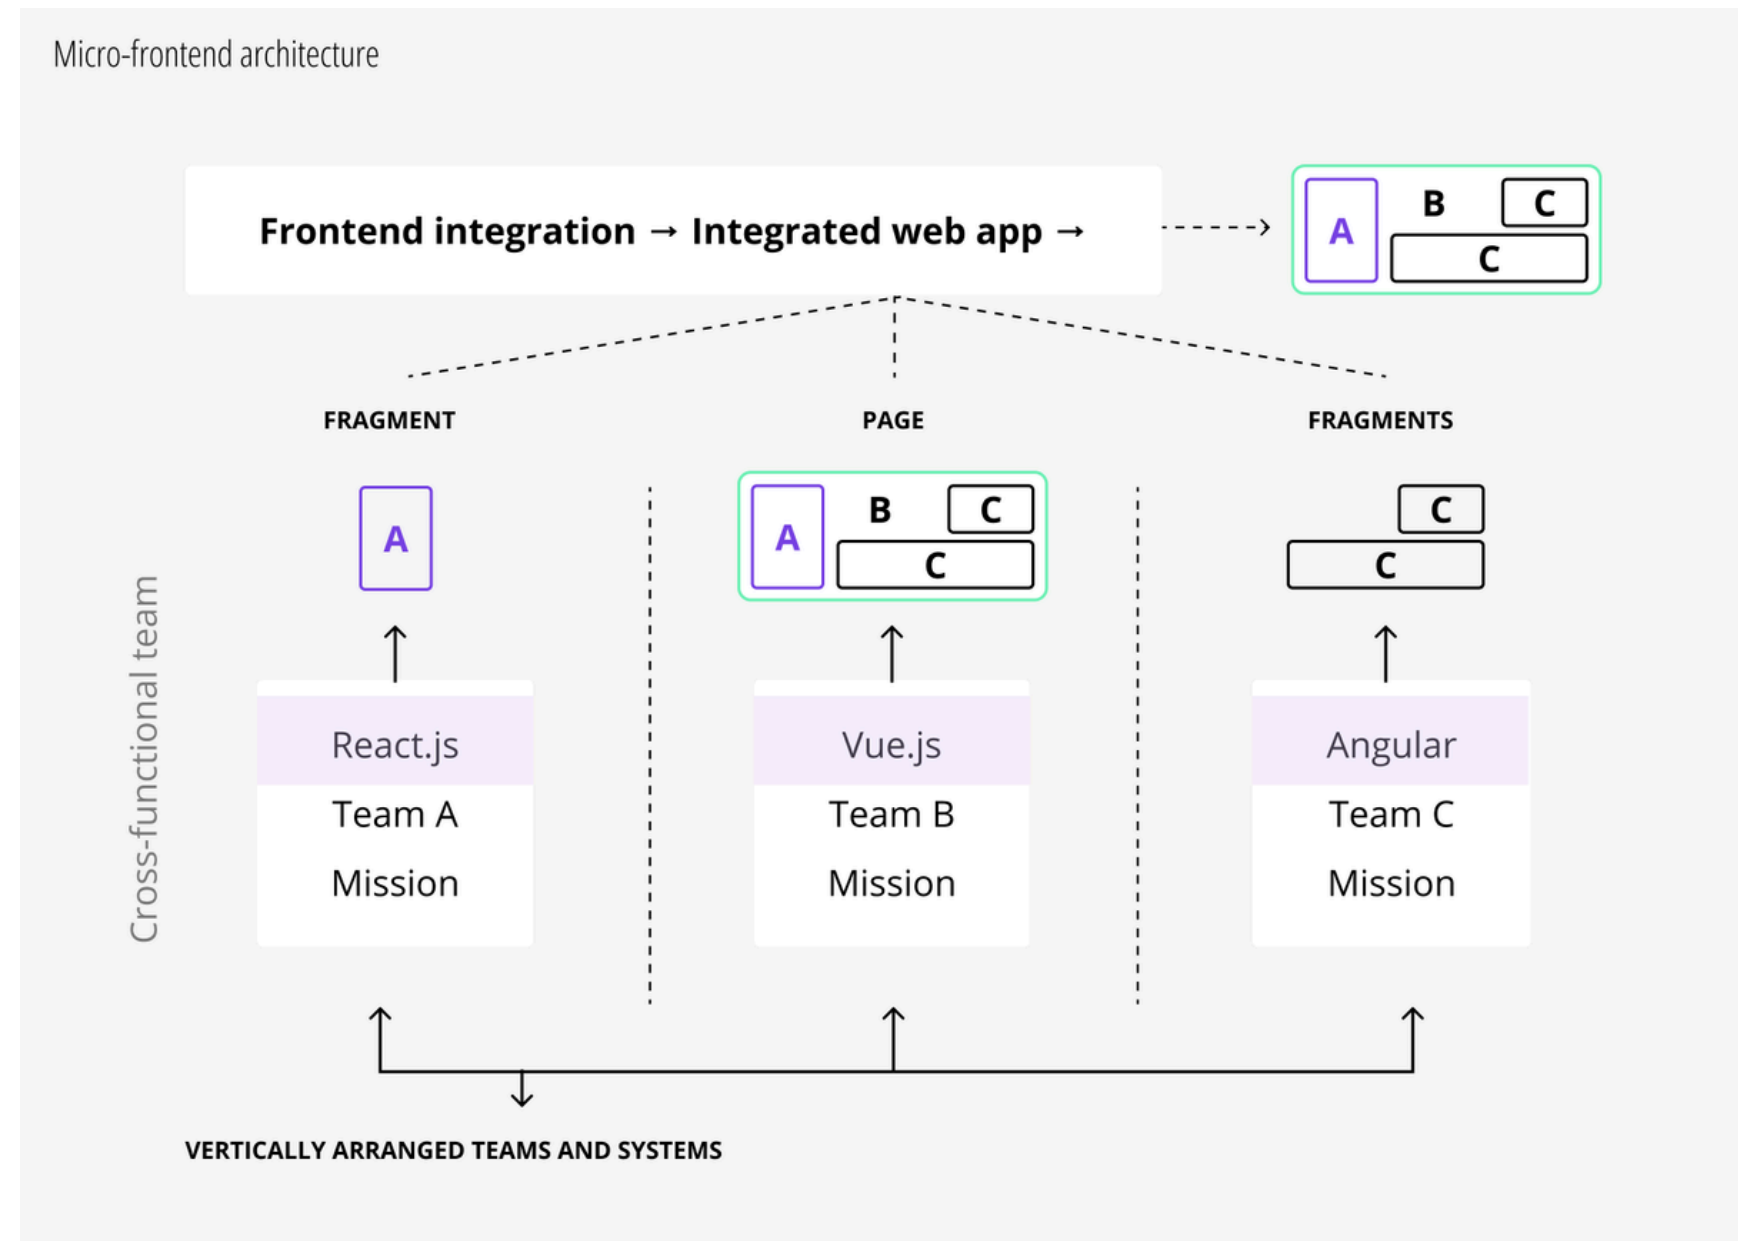 Micro-frontend architecture
Frontend integration → Integrated web app →
A
B
C
C
FRAGMENT
PAGE
FRAGMENTS
A
A
B
C
C
C
C
Cross-functional team
React.js
Team A
Mission
Vue.js
Team B
Mission
Angular
Team C
Mission
VERTICALLY ARRANGED TEAMS AND SYSTEMS